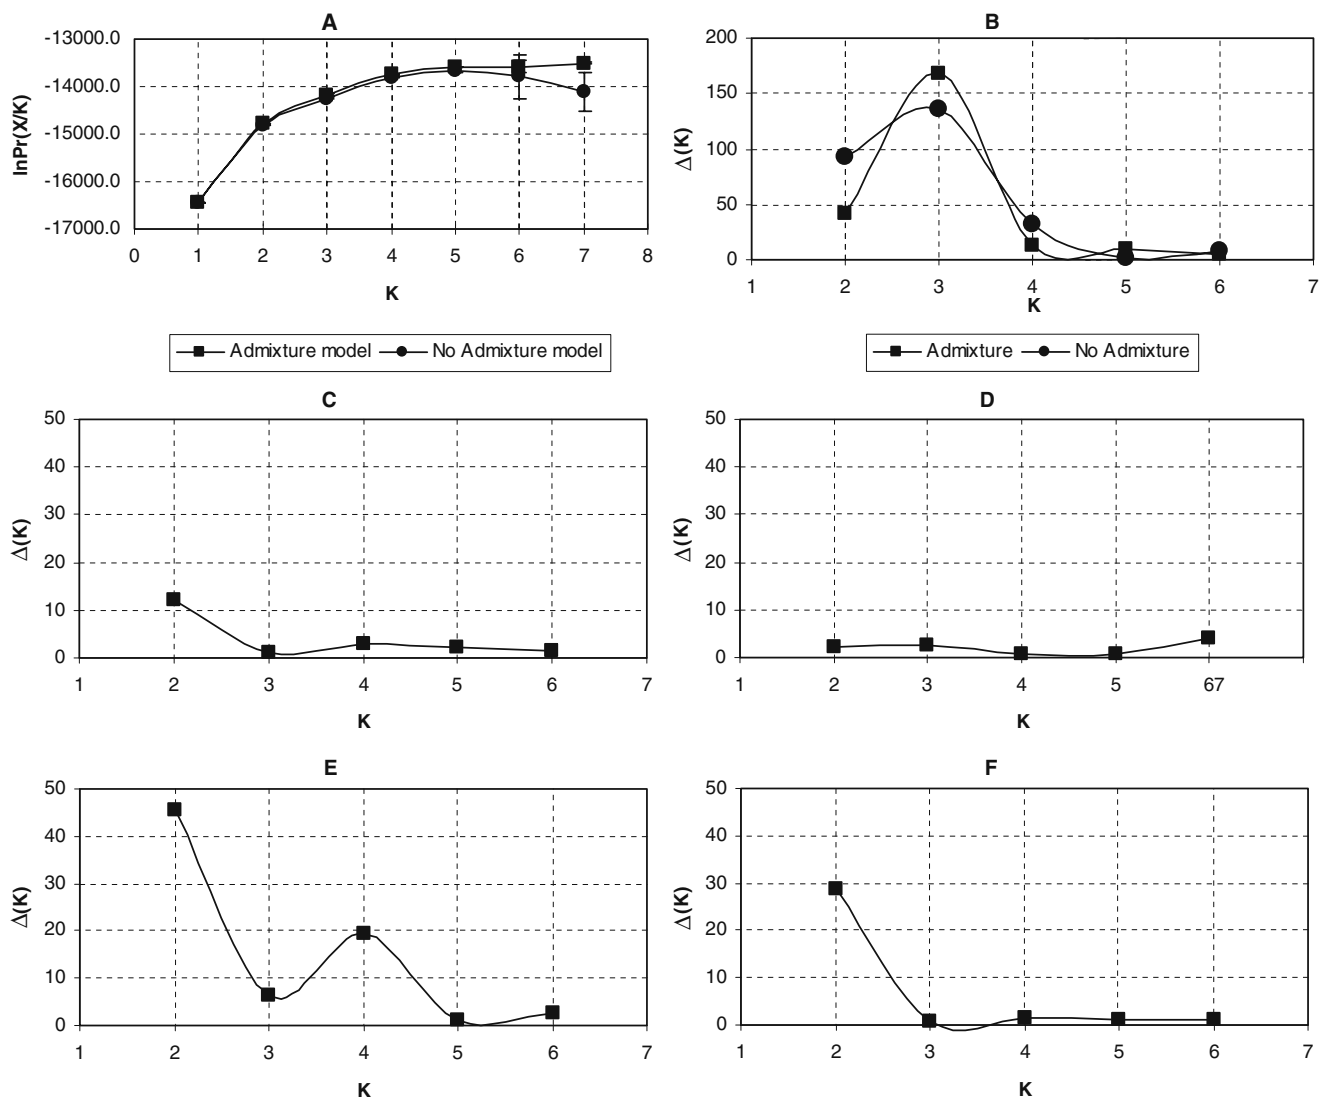 A
-13000.0
-14000.0
-15000.0
-16000.0
-17000.0
lnPr(X/K)
0 1 2 3 4 5 6 7 8
K
Admixture model No Admixture model
B
200
150
100
50
0
Δ(K)
1 2 3 4 5 6 7
K
Admixture No Admixture
C
50
40
30
20
10
0
Δ(K)
1 2 3 4 5 6 7
K
D
50
40
30
20
10
0
Δ(K)
1 2 3 4 5 67
K
E
50
40
30
20
10
0
Δ(K)
1 2 3 4 5 6 7
K
F
50
40
30
20
10
0
Δ(K)
1 2 3 4 5 6 7
K